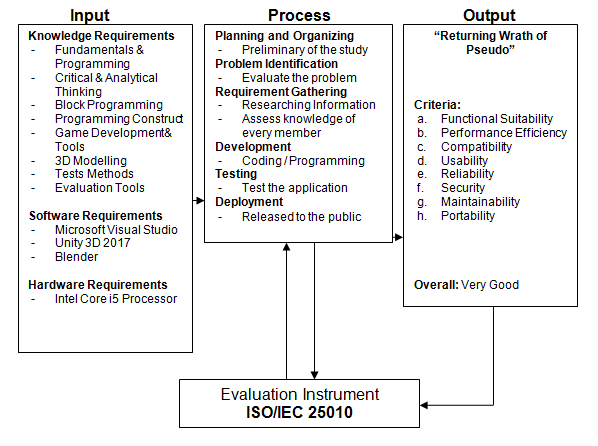 Input
Knowledge Requirements
- Fundamentals &
Programming
- Critical & Analytical
Thinking
- Block Programming
- Programming Construct
- Game Development&
Tools
- 3D Modelling
- Tests Methods
- Evaluation Tools
Software Requirements
- Microsoft Visual Studio
- Unity 3D 2017
- Blender
Hardware Requirements
- Intel Core i5 Processor
Process
Planning and Organizing
- Preliminary of the study
Problem Identification
- Evaluate the problem
Requirement Gathering
- Researching Information
- Assess knowledge of
every member
Development
- Coding / Programming
Testing
- Test the application
Deployment
- Released to the public
Output
“Returning Wrath of
Pseudo”
Criteria:
a. Functional Suitability
b. Performance Efficiency
c. Compatibility
d. Usability
e. Reliability
f. Security
g. Maintainability
h. Portability
Overall: Very Good
Evaluation Instrument
ISO/IEC 25010